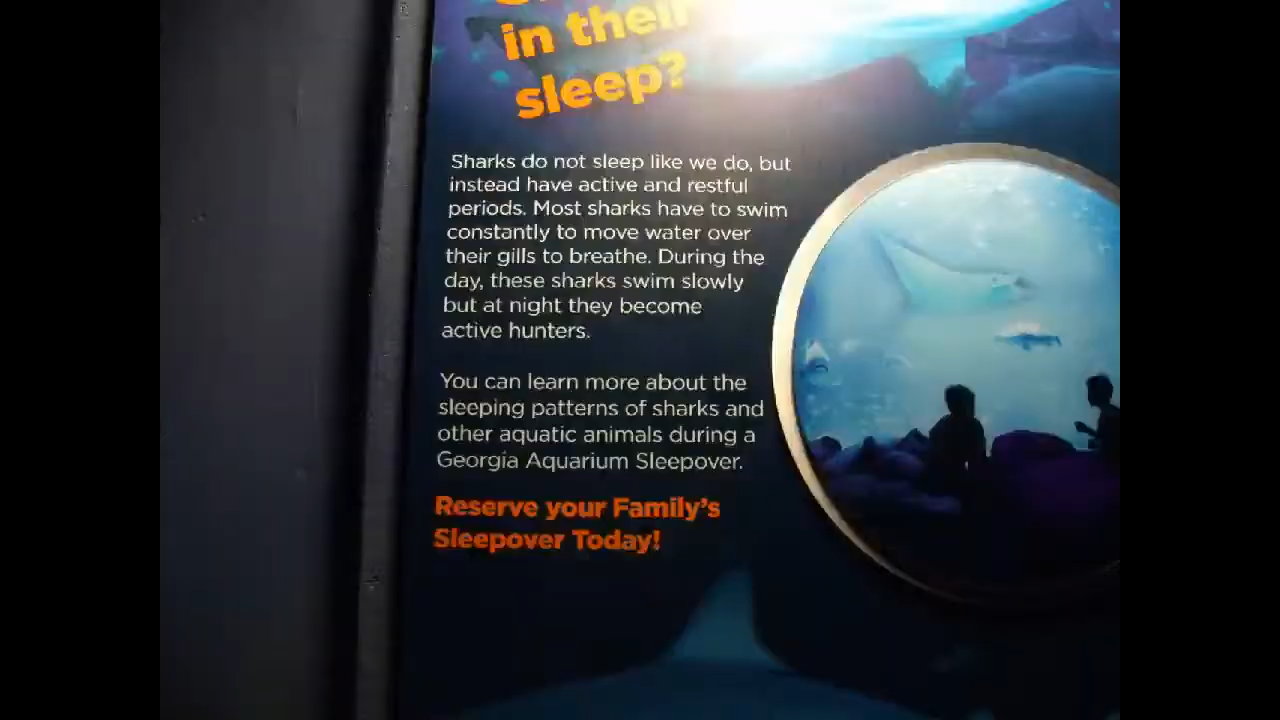 in their
sleep?
Sharks do not sleep like we do, but
instead have active and restful
periods. Most sharks have to swim
constantly to move water over
their gills to breathe. During the
day, these sharks swim slowly
but at night they become
active hunters.
You can learn more about the
sleeping patterns of sharks and
other aquatic animals during a
Georgia Aquarium Sleepover.
Reserve your Family's
Sleepover Today!